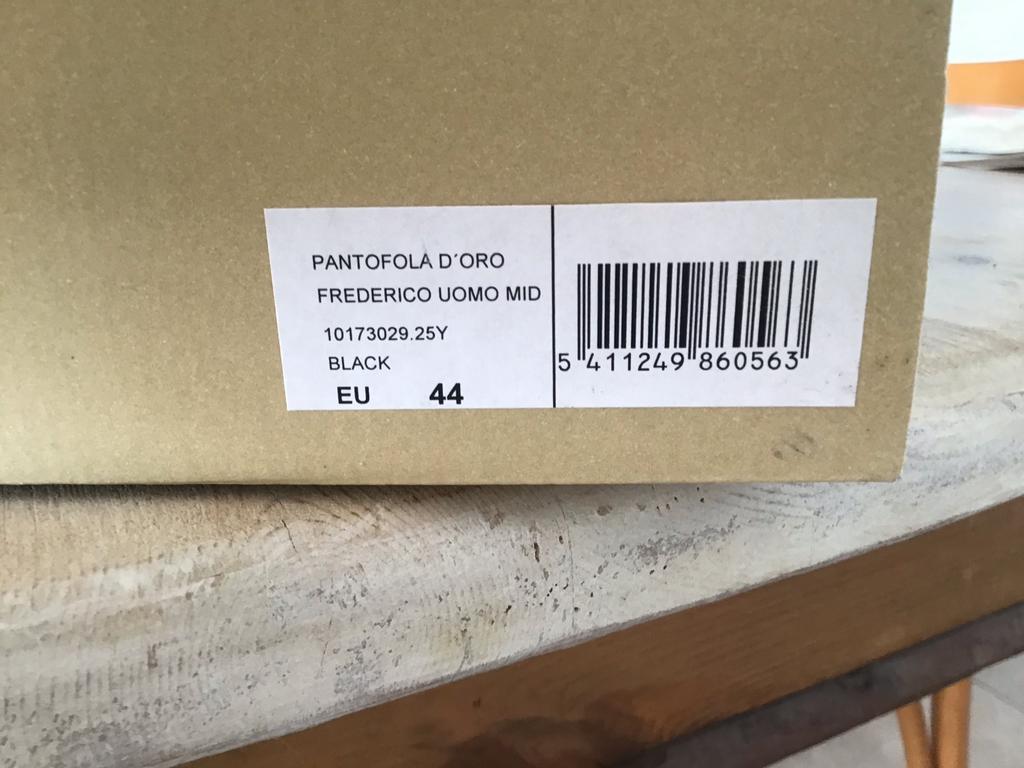 PANTOFOLA D´ORO
FREDERICO UOMO MID
10173029.25Y
BLACK
EU 44
5 411249 860563